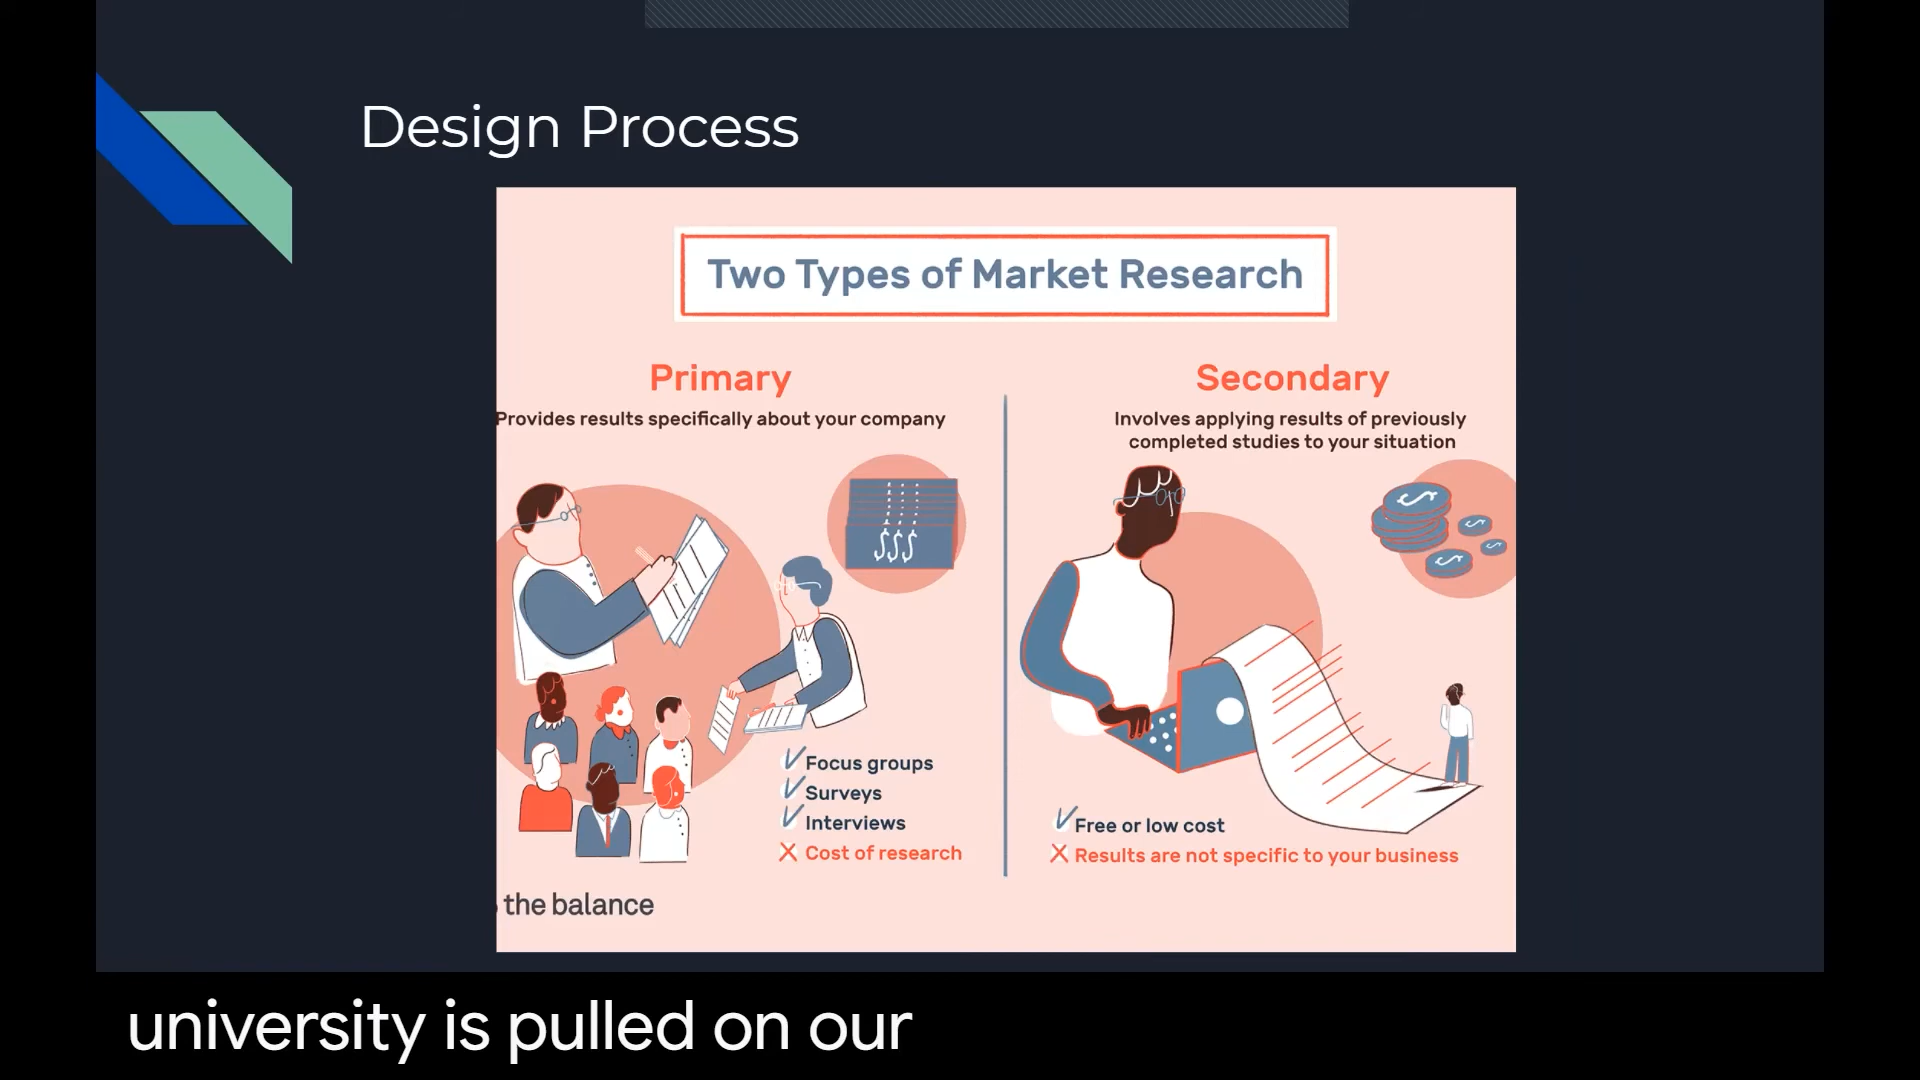 Design Process
Two Types of Market Research
Primary
Provides results specifically about your company
$$$
Focus groups
Surveys
Interviews
Cost of research
Secondary
Involves applying results of previously
completed studies to your situation
Free or low cost
Results are not specific to your business
the balance
university is pulled on our